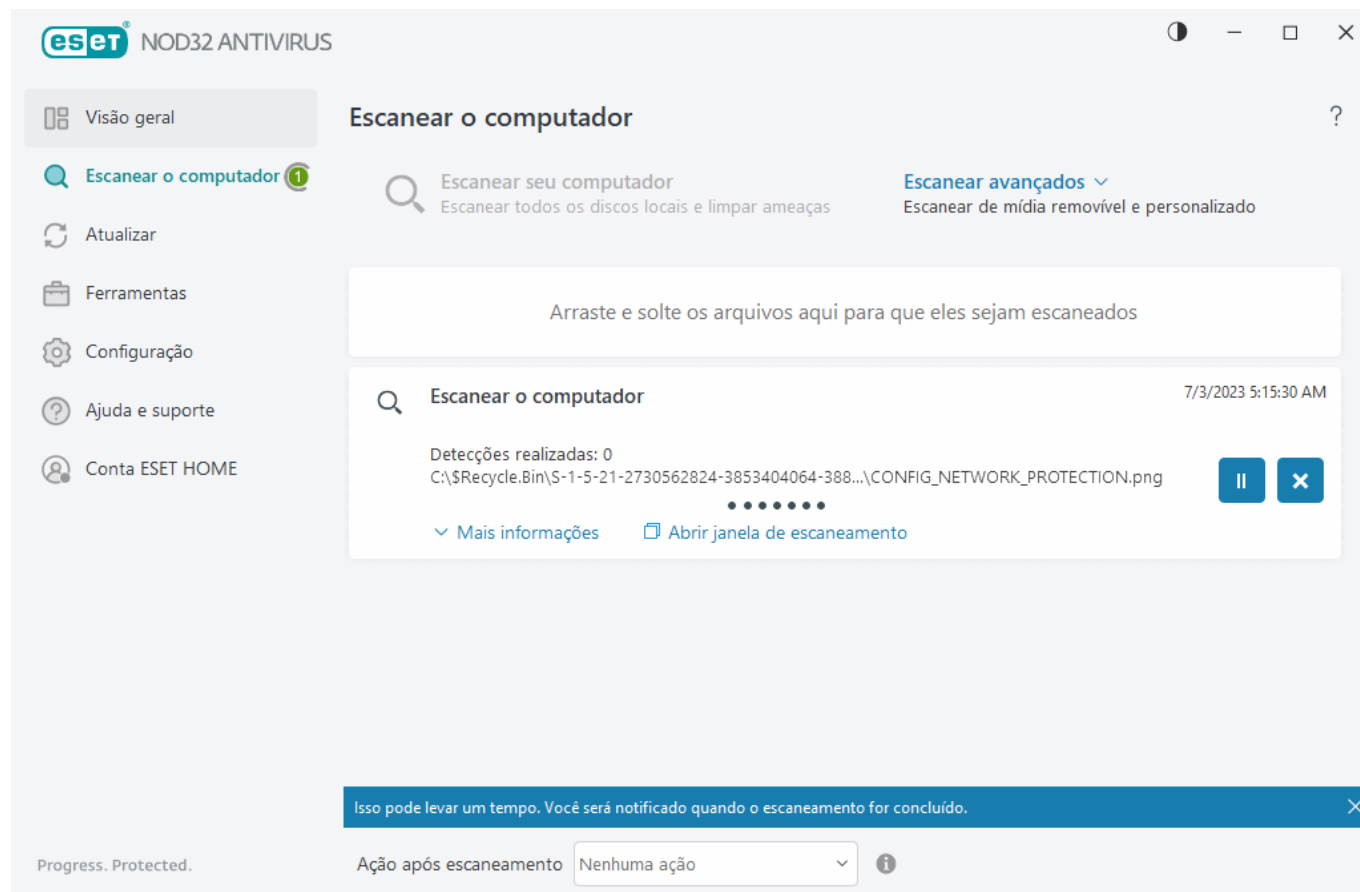 eset® NOD32 ANTIVIRUS
Visão geral
Escanear o computador 1
Atualizar
Ferramentas
Configuração
Ajuda e suporte
Conta ESET HOME
Progress. Protected.
Escanear o computador ?
Escanear seu computador
Escanear todos os discos locais e limpar ameaças
Escanear avançados
Escanear de mídia removível e personalizado
Arraste e solte os arquivos aqui para que eles sejam escaneados
Escanear o computador 7/3/2023 5:15:30 AM
Detecções realizadas: 0
C:\$Recycle.Bin\S-1-5-21-2730562824-3853404064-388...\CONFIG_NETWORK_PROTECTION.png
Mais informações Abrir janela de escaneamento
Isso pode levar um tempo. Você será notificado quando o escaneamento for concluído.
Ação após escaneamento Nenhuma ação